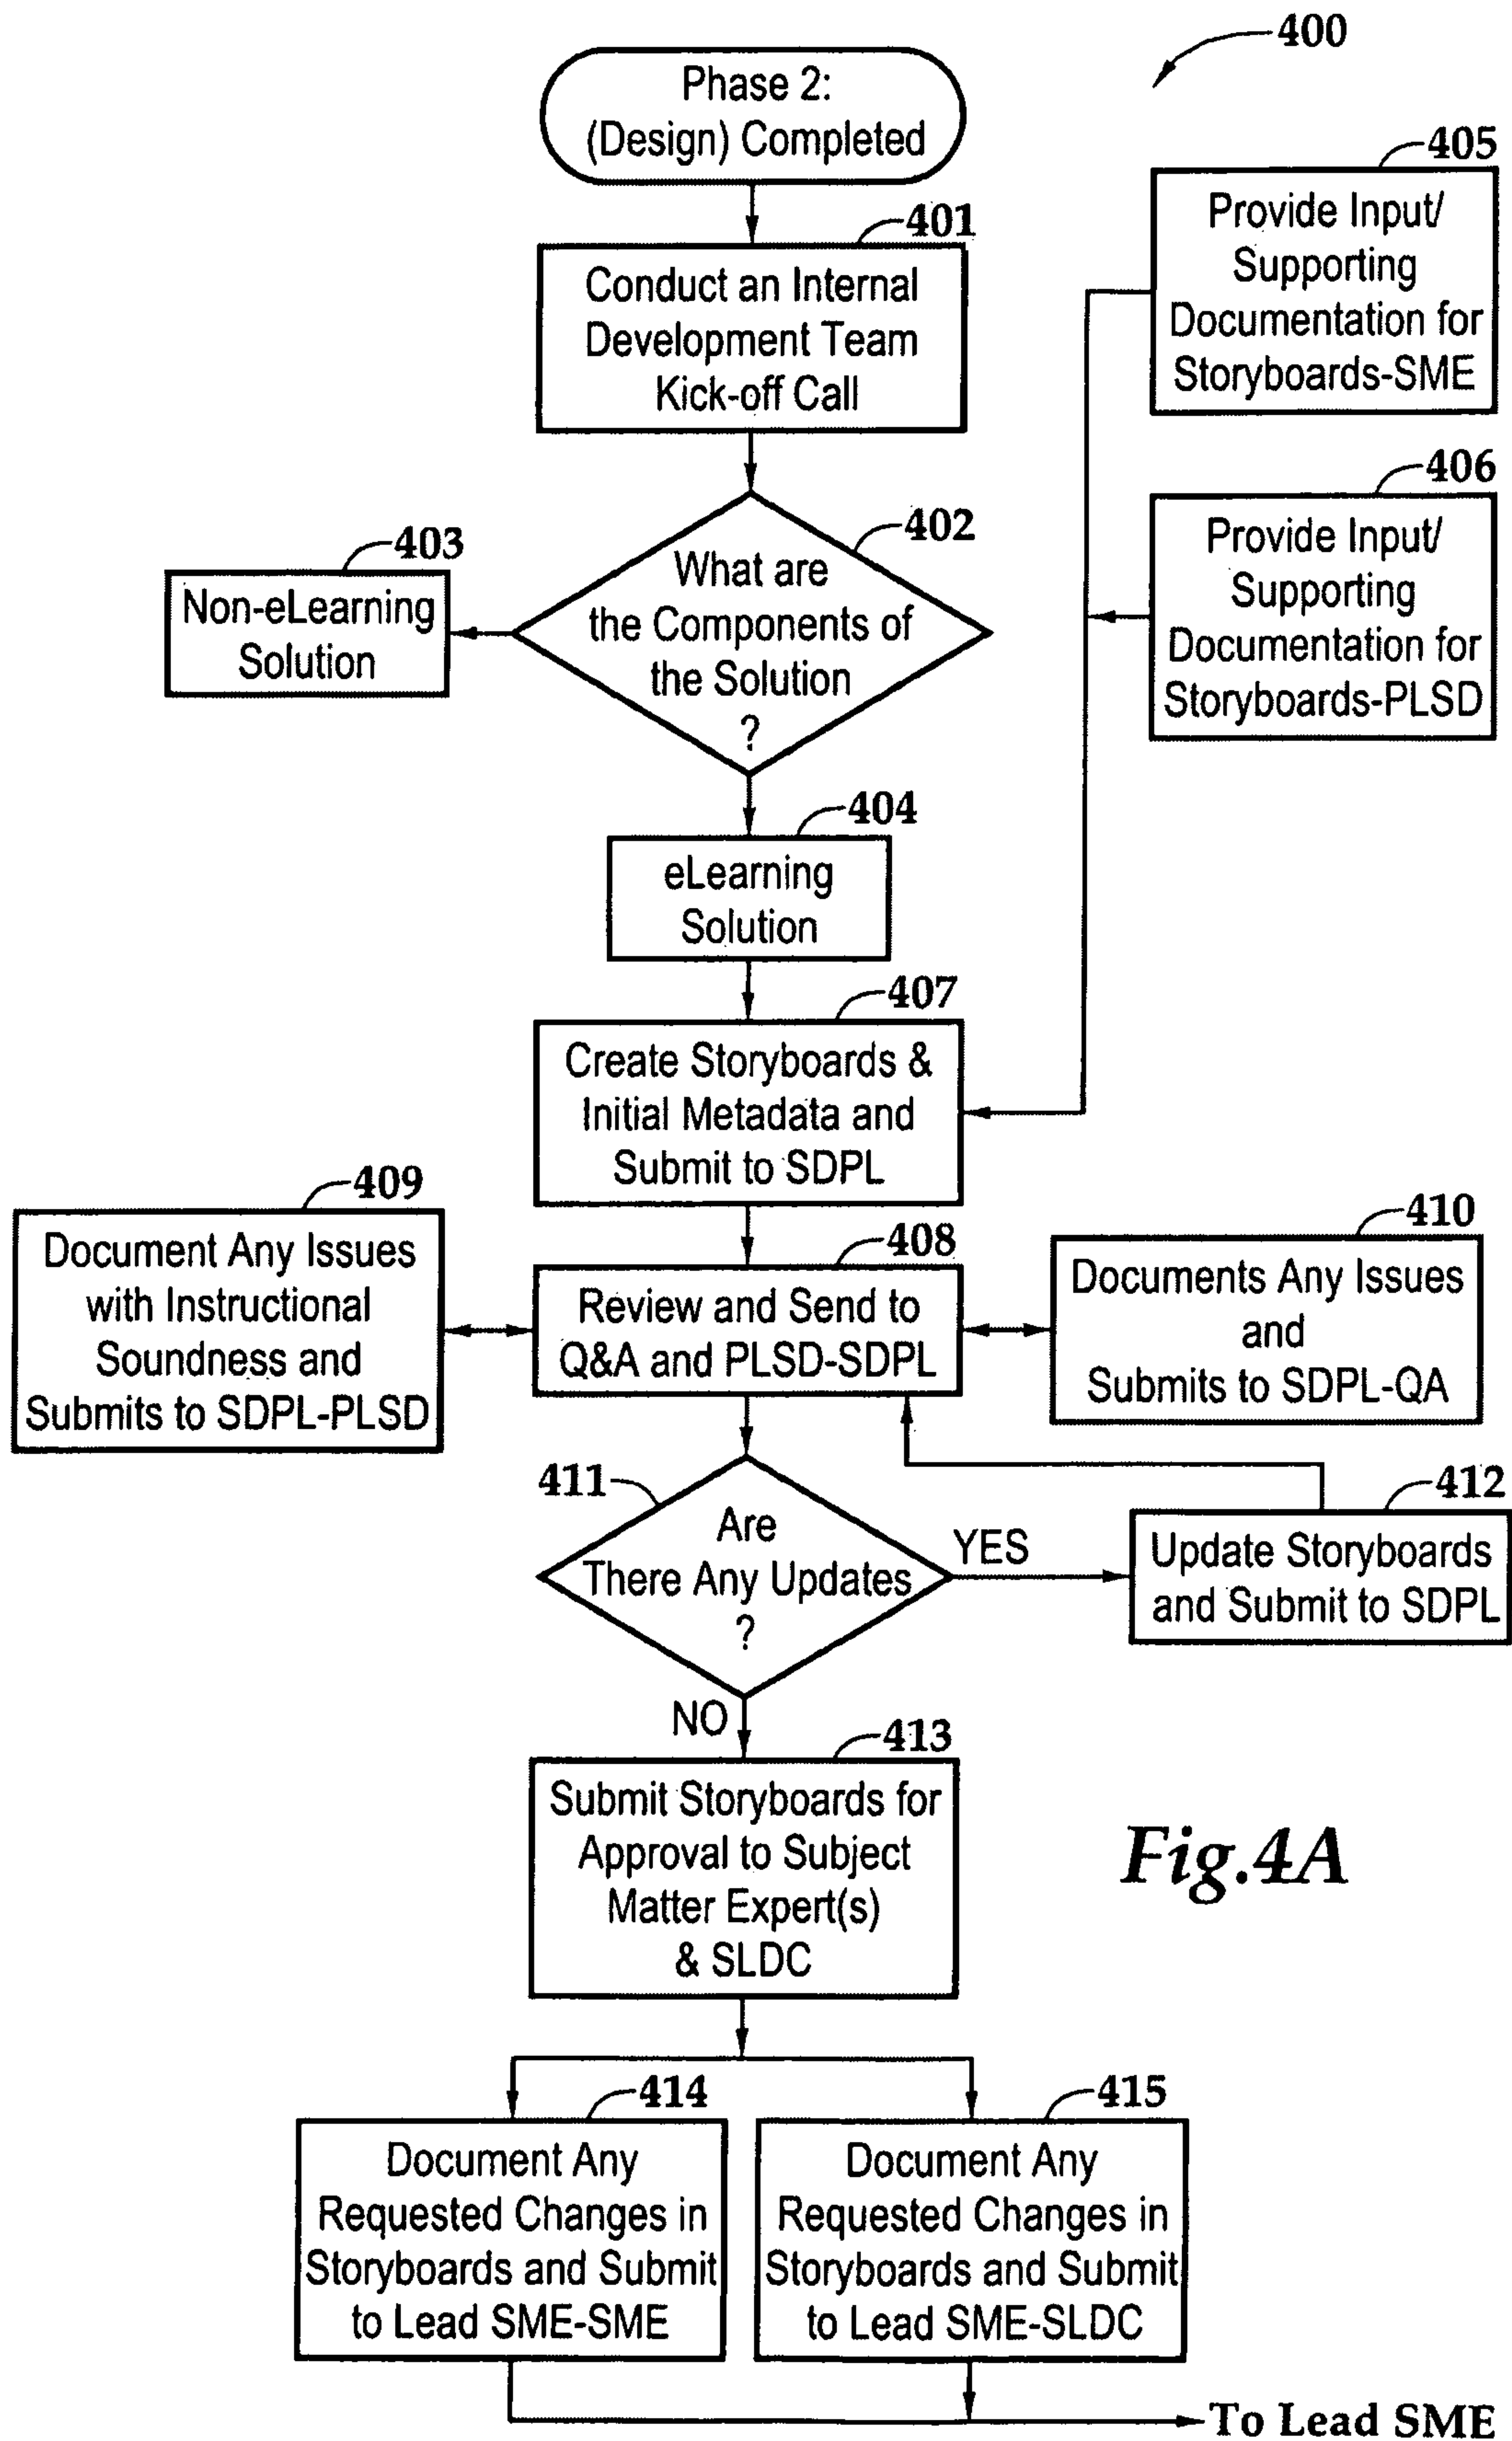 400
Phase 2:
(Design) Completed
401
Conduct an Internal
Development Team
Kick-off Call
405
Provide Input/
Supporting
Documentation for
Storyboards-SME
406
Provide Input/
Supporting
Documentation for
Storyboards-PLSD
402
What are
the Components of
the Solution
?
403
Non-eLearning
Solution
404
eLearning
Solution
407
Create Storyboards &
Initial Metadata and
Submit to SDPL
409
Document Any Issues
with Instructional
Soundness and
Submits to SDPL-PLSD
408
Review and Send to
Q&A and PLSD-SDPL
410
Documents Any Issues
and
Submits to SDPL-QA
411
Are
There Any Updates
?
YES
412
Update Storyboards
and Submit to SDPL
NO
413
Submit Storyboards for
Approval to Subject
Matter Expert(s)
& SLDC
Fig.4A
414
Document Any
Requested Changes in
Storyboards and Submit
to Lead SME-SME
415
Document Any
Requested Changes in
Storyboards and Submit
to Lead SME-SLDC
To Lead SME